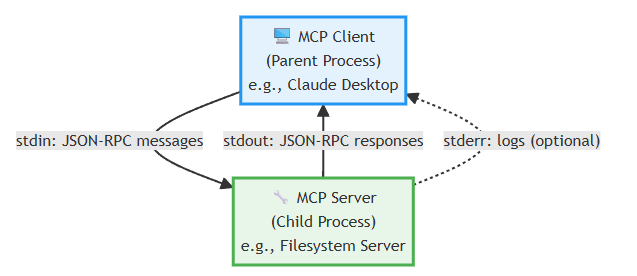 MCP Client
(Parent Process)
e.g., Claude Desktop
stdin: JSON-RPC messages
stdout: JSON-RPC responses
stderr: logs (optional)
MCP Server
(Child Process)
e.g., Filesystem Server